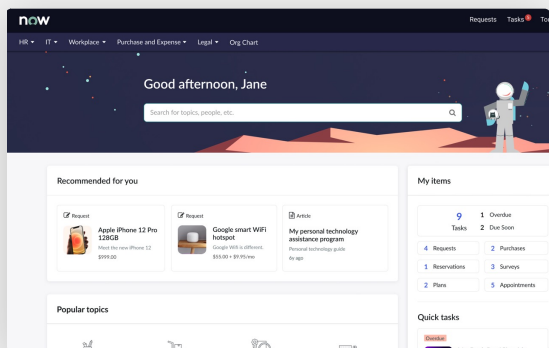 now
Requests Tasks
HR IT Workplace Purchase and Expense Legal Org Chart
Good afternoon, Jane
Search for topics, people, etc.
Recommended for you
Request
Apple iPhone 12 Pro
128GB
Meet the new iPhone 12
$999.00
Request
Google smart WiFi
hotspot
Google Wifi is different.
$35.00 + $9.95/mo
Article
My personal technology
assistance program
Personal technology guide
6y ago
My items
9
Tasks
1 Overdue
2 Due Soon
4 Requests
2 Purchases
1 Reservations
3 Surveys
2 Plans
5 Appointments
Popular topics
Quick tasks
Overdue